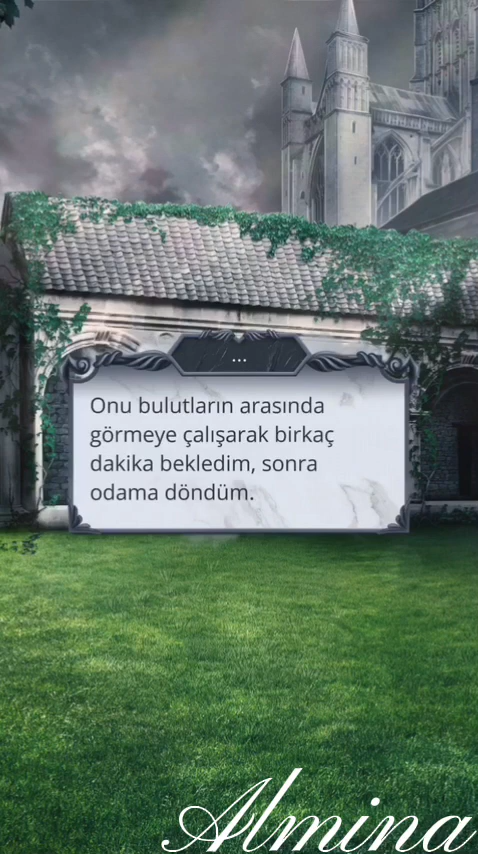 ...
Onu bulutların arasında
görmeye çalışarak birkaç
dakika bekledim, sonra
odama döndüm.
Almina